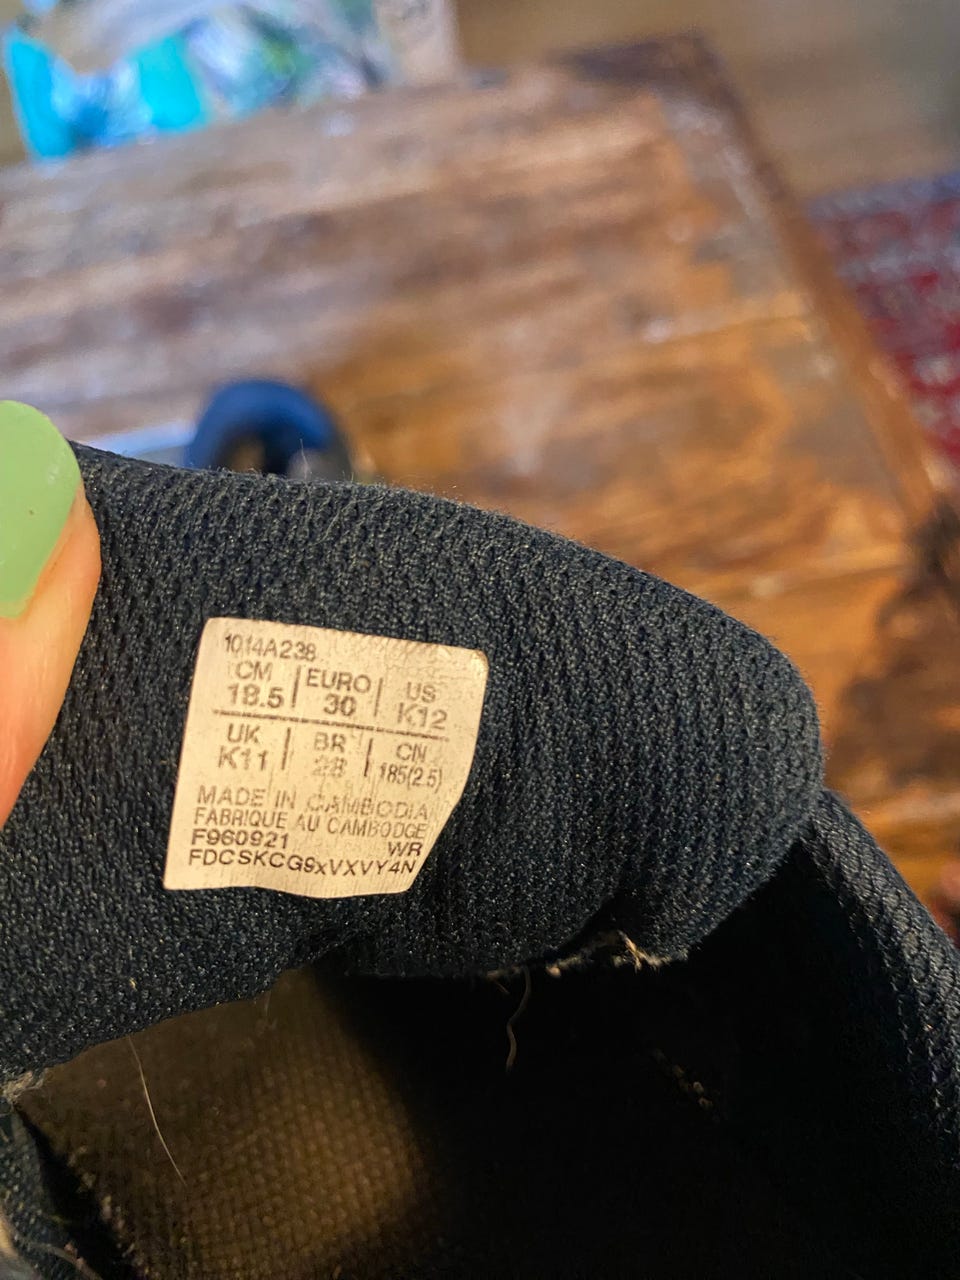 1014A238
CM | EURO | US
18.5 | 30 | K12
UK | BR | CN
K11 | 28 | 185(2.5)
MADE IN CAMBODIA
FABRIQUE AU CAMBODGE
F960921 WR
FDCSKCG9xVXVY4N